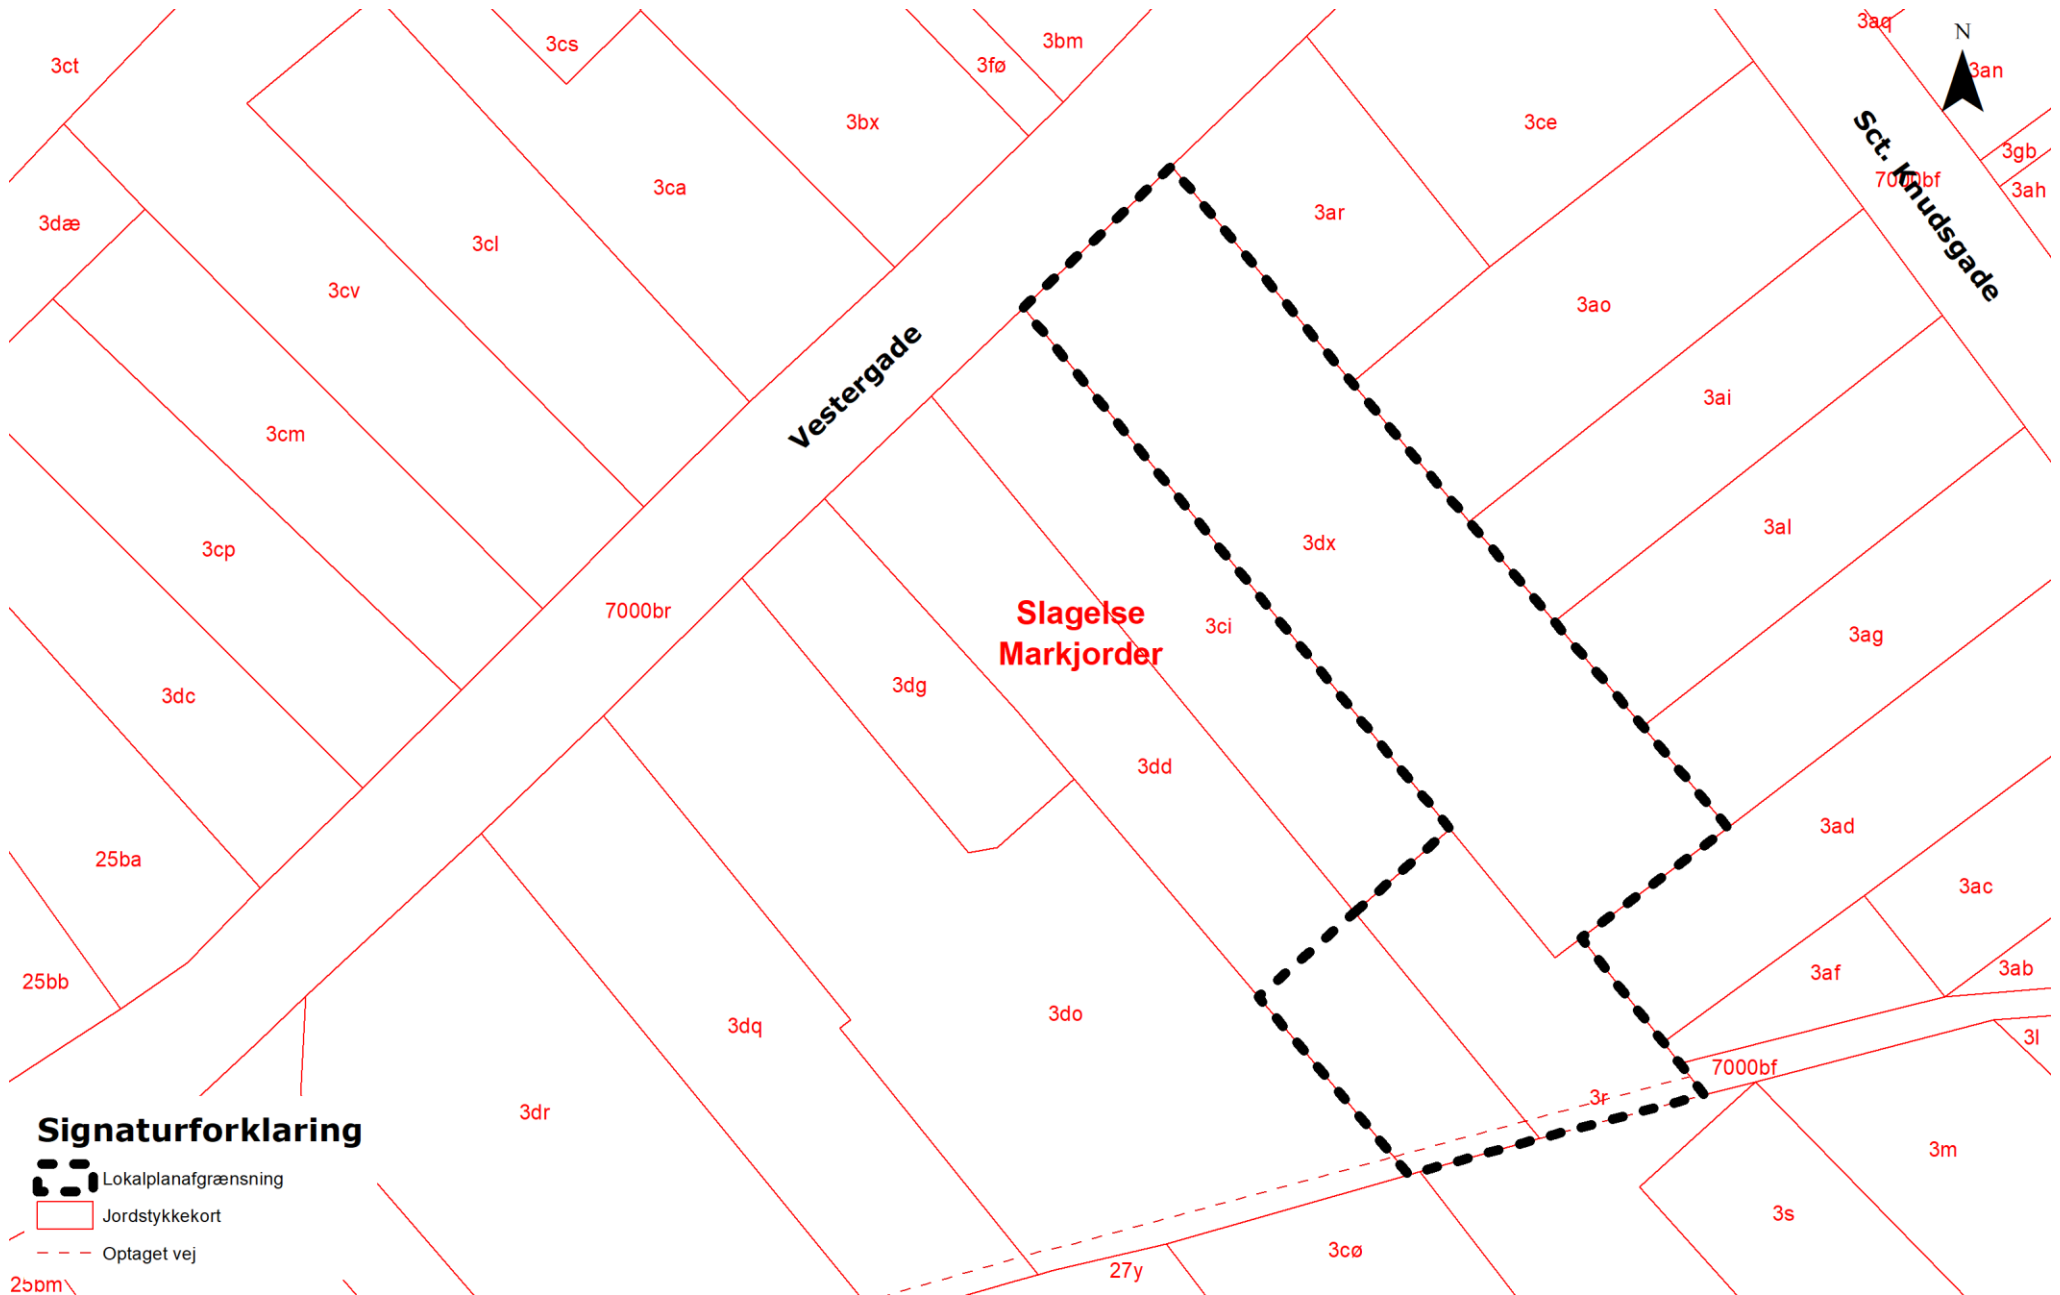 3ct
3cs
3fø
3bm
3aq
N
3an
3bx
3ce
Sct. Knudsgade
3gb
7000bf
3ah
3ca
3ar
3dæ
3cl
3cv
3ao
Vestergade
3ai
3cm
3al
3cp
3dx
7000br
Slagelse
Markjorder
3ci
3ag
3dg
3dc
3dd
3ad
25ba
3ac
25bb
3af
3ab
3do
3dq
3l
7000bf
3r
3dr
3m
3s
3cø
27y
Signaturforklaring
Lokalplanafgrænsning
Jordstykkekort
Optaget vej
25bm